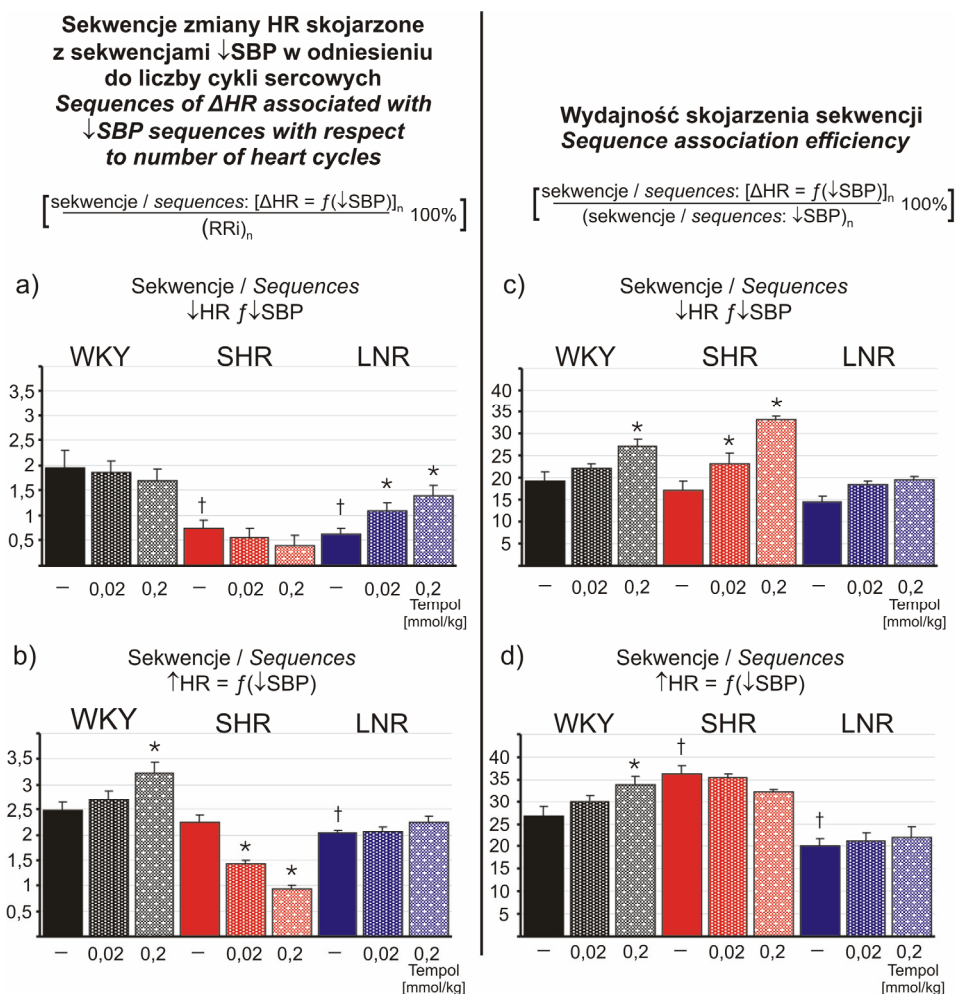 Sekwencje zmiany HR skojarzone
z sekwencjami ↓SBP w odniesieniu
do liczby cykli sercowych
Sequences of ΔHR associated with
↓SBP sequences with respect
to number of heart cycles
[sekwencje / sequences: [ΔHR = f(↓SBP)]n
(RRi)n
100%]
Wydajność skojarzenia sekwencji
Sequence association efficiency
[sekwencje / sequences: [ΔHR = f(↓SBP)]n
(sekwencje / sequences: ↓SBP)n
100%]
a)
Sekwencje / Sequences
↓HR f↓SBP
WKY SHR LNR
3,5
3
2,5
2
1,5
1
0,5
† † * *
– 0,02 0,2 – 0,02 0,2 – 0,02 0,2
Tempol
[mmol/kg]
c)
Sekwencje / Sequences
↓HR f↓SBP
WKY SHR LNR
40
35
30
25
20
15
10
5
* * *
– 0,02 0,2 – 0,02 0,2 – 0,02 0,2
Tempol
[mmol/kg]
b)
Sekwencje / Sequences
↑HR = f(↓SBP)
WKY SHR LNR
3,5
3
2,5
2
1,5
1
0,5
* * * †
– 0,02 0,2 – 0,02 0,2 – 0,02 0,2
Tempol
[mmol/kg]
d)
Sekwencje / Sequences
↑HR = f(↓SBP)
WKY SHR LNR
40
35
30
25
20
15
10
5
* † †
– 0,02 0,2 – 0,02 0,2 – 0,02 0,2
Tempol
[mmol/kg]